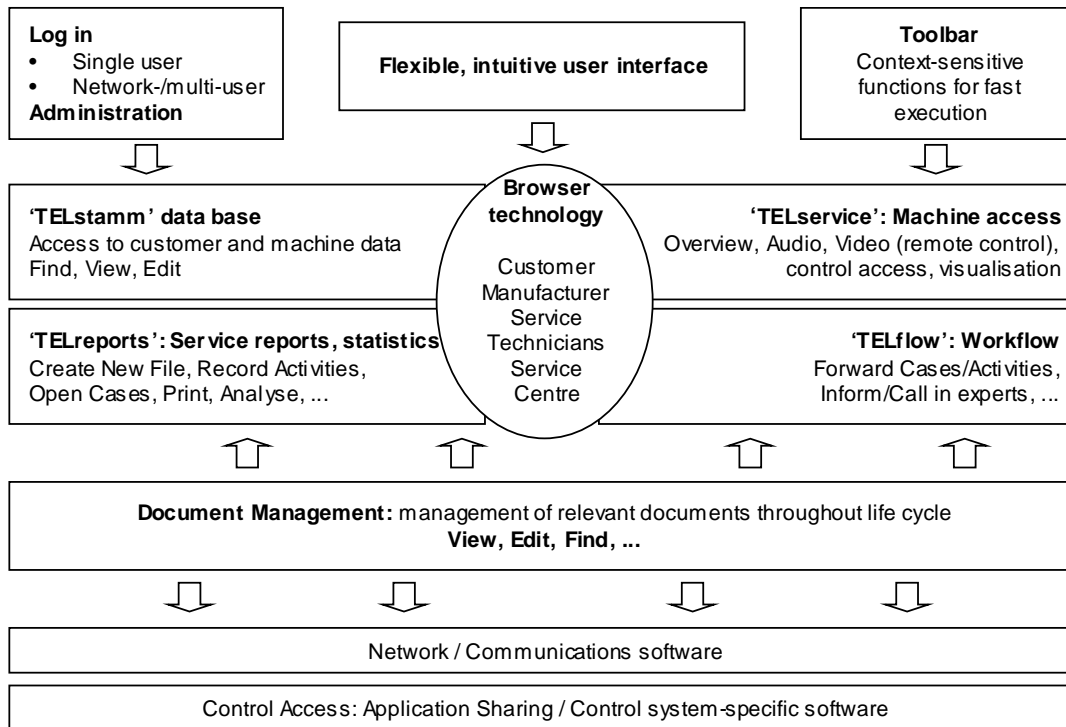 Log in
• Single user
• Network-/multi-user
Administration
Flexible, intuitive user interface
Toolbar
Context-sensitive
functions for fast
execution
‘TELstamm’ data base
Access to customer and machine data
Find, View, Edit
Browser
technology
Customer
Manufacturer
Service
Technicians
Service
Centre
‘TELservice’: Machine access
Overview, Audio, Video (remote control),
control access, visualisation
‘TELreports’: Service reports, statistics
Create New File, Record Activities,
Open Cases, Print, Analyse, ...
‘TELflow’: Workflow
Forward Cases/Activities,
Inform/Call in experts, ...
Document Management: management of relevant documents throughout life cycle
View, Edit, Find, ...
Network / Communications software
Control Access: Application Sharing / Control system-specific software